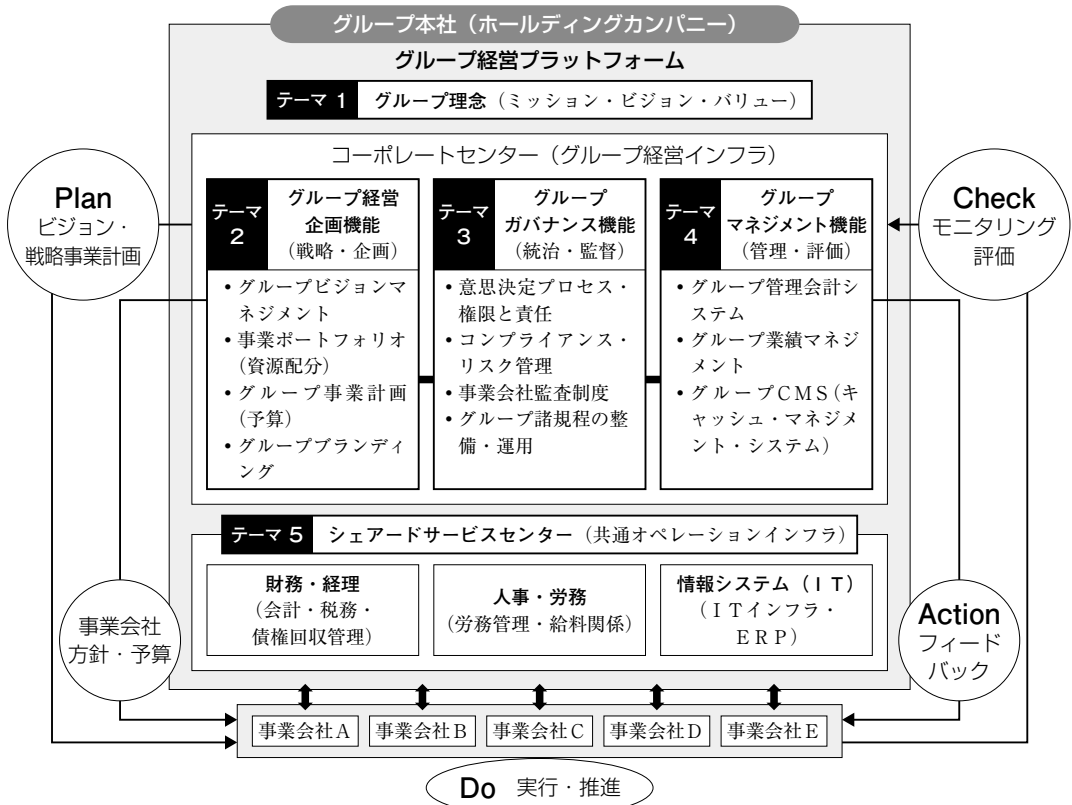 グループ本社（ホールディングカンパニー）
グループ経営プラットフォーム
テーマ 1 グループ理念（ミッション・ビジョン・バリュー）
コーポレートセンター（グループ経営インフラ）
Plan
ビジョン・
戦略事業計画
テーマ
2
グループ経営
企画機能
（戦略・企画）
・グループビジョンマ
ネジメント
・事業ポートフォリオ
（資源配分）
・グループ事業計画
（予算）
・グループブランディ
ング
テーマ
3
グループ
ガバナンス機能
（統治・監督）
・意思決定プロセス・
権限と責任
・コンプライアンス・
リスク管理
・事業会社監査制度
・グループ諸規程の整
備・運用
テーマ
4
グループ
マネジメント機能
（管理・評価）
・グループ管理会計シ
ステム
・グループ業績マネジ
メント
・グループＣＭＳ（キ
ャッシュ・マネジメ
ント・システム）
Check
モニタリング
評価
テーマ 5 シェアードサービスセンター（共通オペレーションインフラ）
財務・経理
（会計・税務・
債権回収管理）
人事・労務
（労務管理・給料関係）
情報システム（ＩＴ）
（ＩＴインフラ・
ＥＲＰ）
事業会社
方針・予算
Action
フィード
バック
事業会社Ａ
事業会社Ｂ
事業会社Ｃ
事業会社Ｄ
事業会社Ｅ
Do 実行・推進